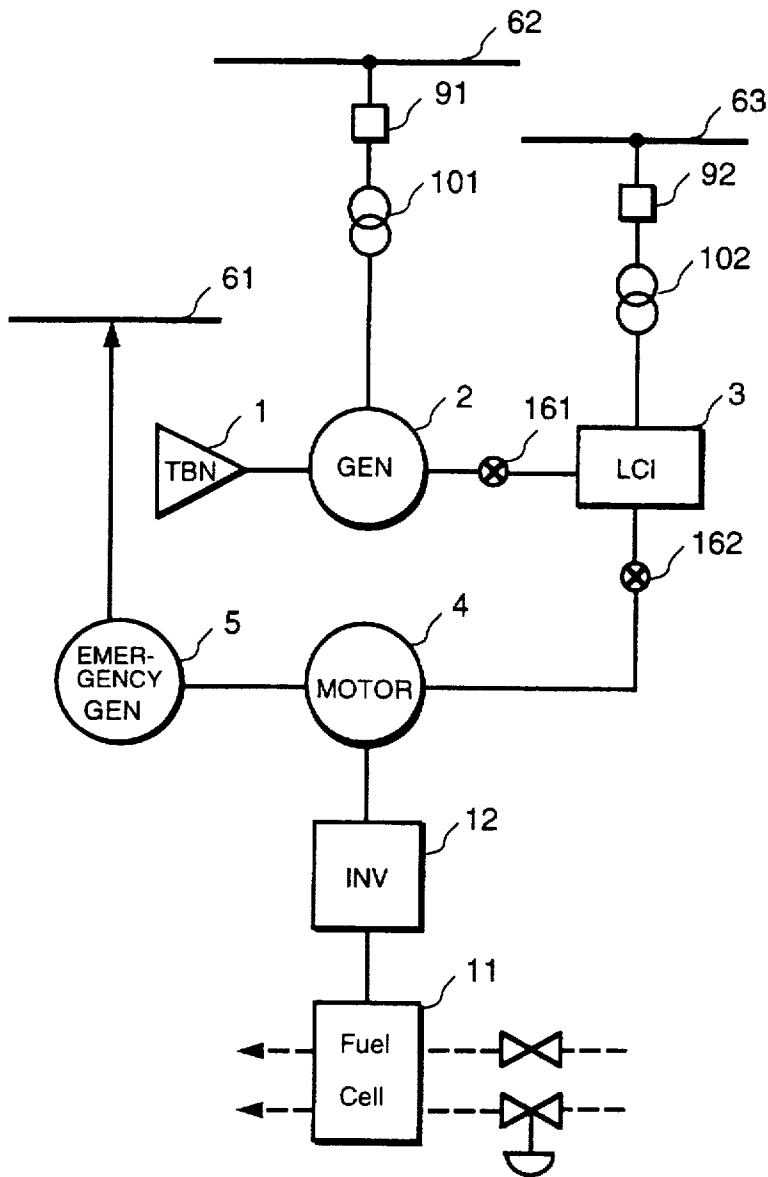 62
91
63
101
92
61
102
1
2
161
3
TBN
GEN
LCI
162
5
4
EMER-
GENCY
GEN
MOTOR
12
INV
11
Fuel
Cell